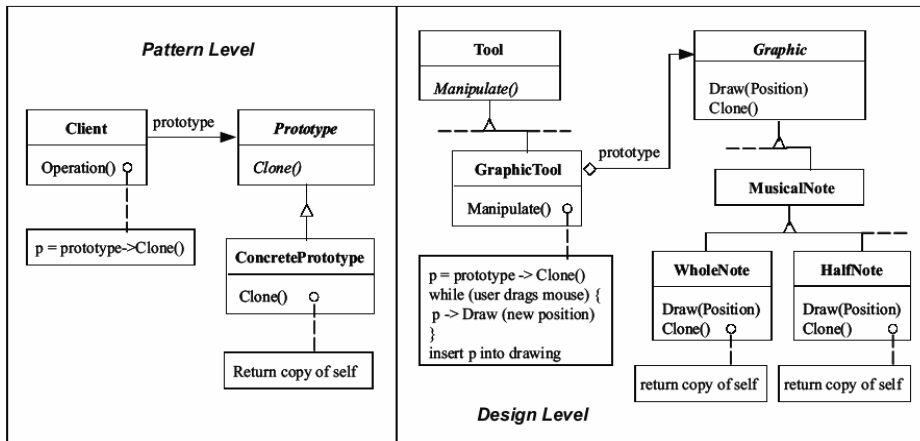 Pattern Level
Client
Operation()
prototype
Prototype
Clone()
p = prototype->Clone()
ConcretePrototype
Clone()
Return copy of self
Tool
Manipulate()
Graphic
Draw(Position)
Clone()
prototype
GraphicTool
Manipulate()
MusicalNote
p = prototype -> Clone()
while (user drags mouse) {
p -> Draw (new position)
}
insert p into drawing
WholeNote
Draw(Position)
Clone()
HalfNote
Draw(Position)
Clone()
return copy of self
return copy of self
Design Level